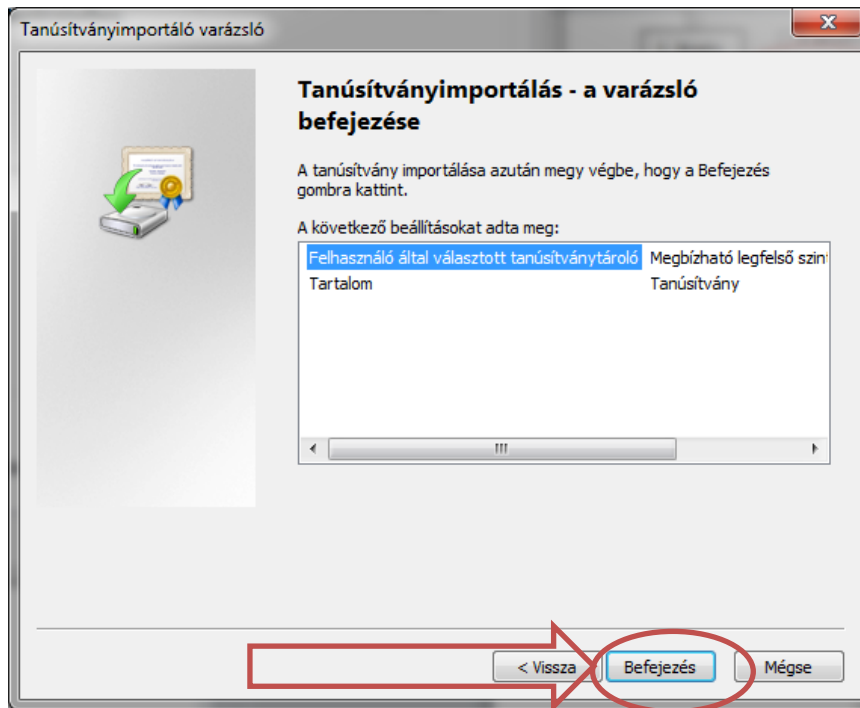 Tanúsítványimportáló varázsló
Tanúsítványimportálás - a varázsló
befejezése
A tanúsítvány importálása azután megy végbe, hogy a Befejezés
gombra kattint.
A következő beállításokat adta meg:
Felhasználó által választott tanúsítványtároló Megbízható legfelső szin
Tartalom Tanúsítvány
< Vissza Befejezés Mégse